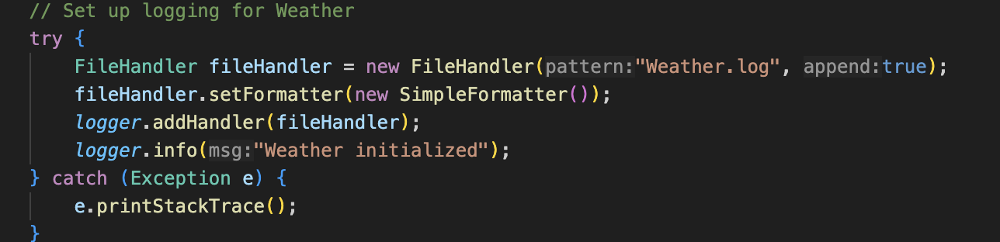 // Set up logging for Weather
try {
    FileHandler fileHandler = new FileHandler(pattern:"Weather.log", append:true);
    fileHandler.setFormatter(new SimpleFormatter());
    logger.addHandler(fileHandler);
    logger.info(msg:"Weather initialized");
} catch (Exception e) {
    e.printStackTrace();
}